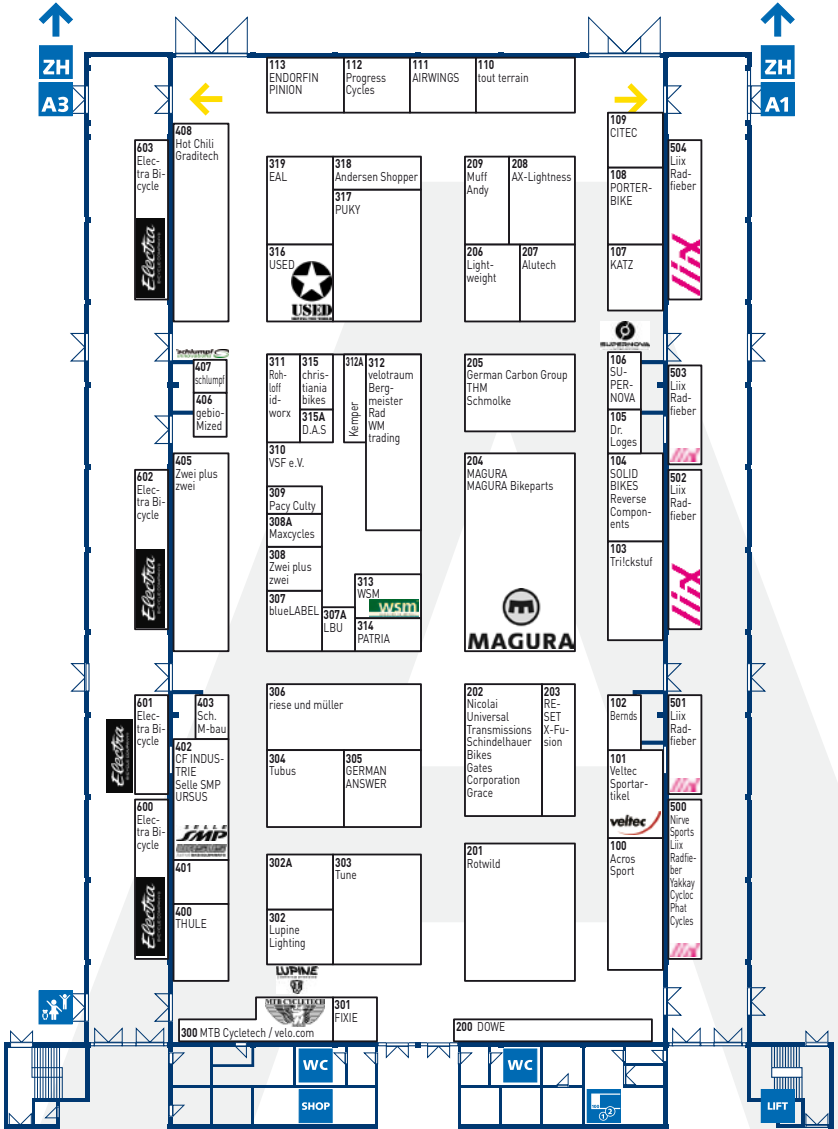 ZH
A3
ZH
A1
113
ENDORFIN
PINION
112
Progress
Cycles
111
AIRWINGS
110
tout terrain
408
Hot Chili
Graditech
603
Elec-
tra Bi-
cycle
Electra
319
EAL
318
Andersen Shopper
317
PUKY
316
USED
USED
209
Muff
Andy
208
AX-Lightness
206
Light-
weight
207
Alutech
109
CITEC
108
PORTER-
BIKE
107
KATZ
504
Liix
Rad-
fieber
liix
schlumpf
407
schlumpf
406
gebio-
Mized
405
Zwei plus
zwei
602
Elec-
tra Bi-
cycle
Electra
311
Roh-
loff
id-
worx
315
chris-
tiania
bikes
315A
D.A.S
312A
Kemper
312
velotraum
Berg-
meister
Rad
WM
trading
310
VSF e.V.
309
Pacy Culty
308A
Maxcycles
308
Zwei plus
zwei
307
blueLABEL
307A
LBU
313
WSM
wsm
314
PATRIA
205
German Carbon Group
THM
Schmolke
204
MAGURA
MAGURA Bikeparts
MAGURA
SUPERNOVA
106
SU-
PER-
NOVA
105
Dr.
Loges
104
SOLID
BIKES
Reverse
Compon-
ents
103
Tri!ckstuf
503
Liix
Rad-
fieber
liix
502
Liix
Rad-
fieber
liix
601
Elec-
tra Bi-
cycle
Electra
403
Sch.
M-bau
402
CF INDUS-
TRIE
Selle SMP
URSUS
SELLE
SMP
URSUS
600
Elec-
tra Bi-
cycle
Electra
401
400
THULE
306
riese und müller
304
Tubus
305
GERMAN
ANSWER
302A
303
Tune
302
Lupine
Lighting
LUPINE
MTB CYCLETECH
300 MTB Cycletech / velo.com
301
FIXIE
202
Nicolai
Universal
Transmissions
Schindelhauer
Bikes
Gates
Corporation
Grace
203
RE-
SET
X-Fu-
sion
201
Rotwild
200 DOWE
102
Bernds
101
Veltec
Sportar-
tikel
veltec
100
Acros
Sport
501
Liix
Rad-
fieber
liix
500
Nirve
Sports
Liix
Radfie-
ber
Yakkay
Cycloc
Phat
Cycles
liix
WC
SHOP
WC
LIFT